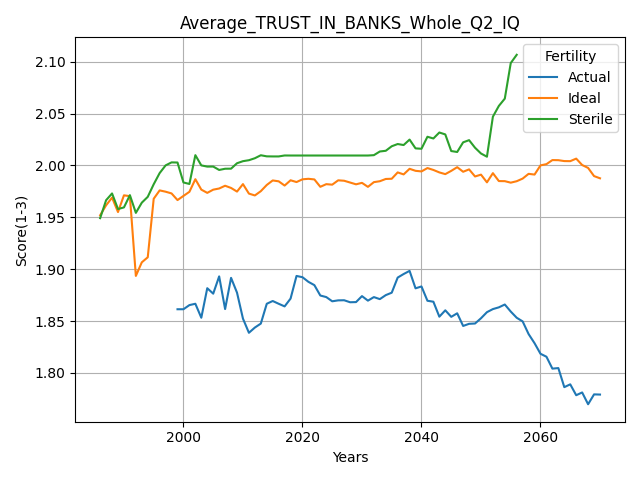 Average_TRUST_IN_BANKS_Whole_Q2_IQ
Fertility
Actual
Ideal
Sterile
Score(1-3)
2.10
2.05
2.00
1.95
1.90
1.85
1.80
2000 2020 2040 2060
Years